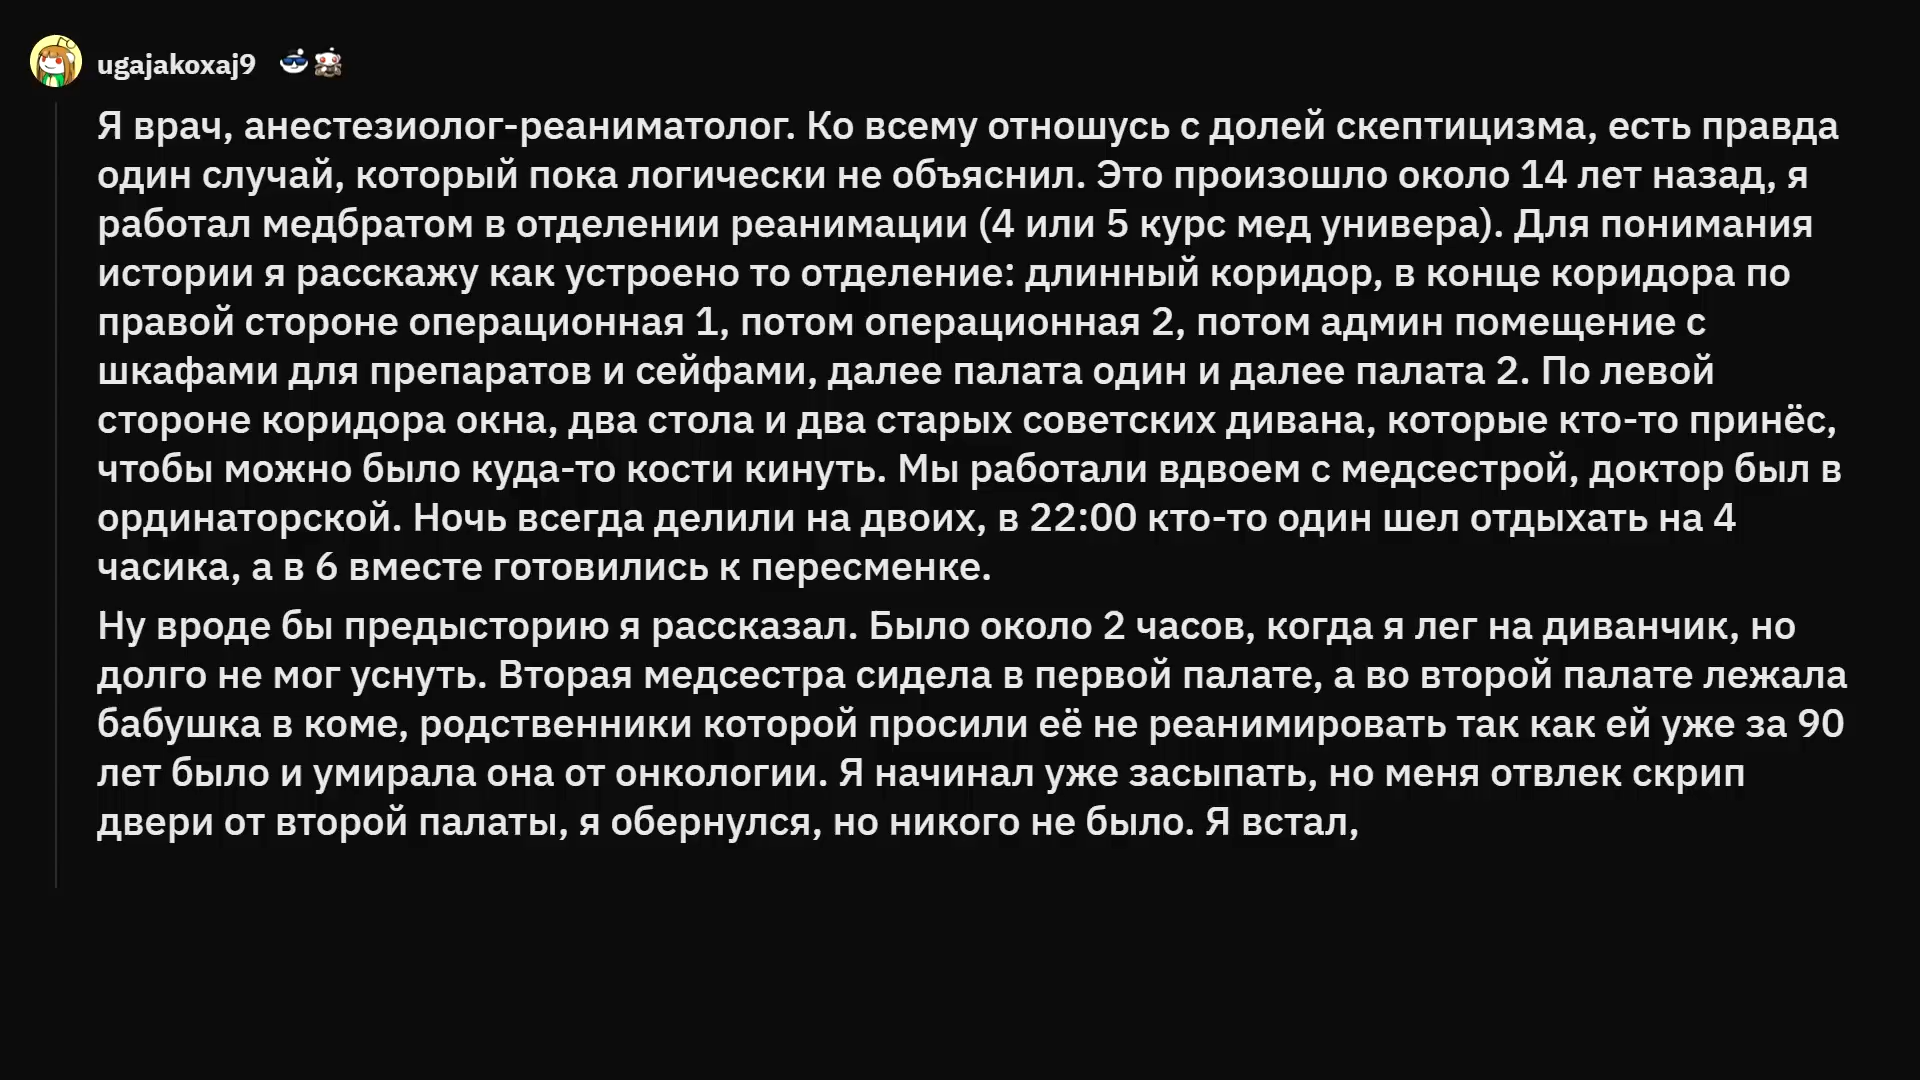 ugajakoxaj9
Я врач, анестезиолог-реаниматолог. Ко всему отношусь с долей скептицизма, есть правда
один случай, который пока логически не объяснил. Это произошло около 14 лет назад, я
работал медбратом в отделении реанимации (4 или 5 курс мед универа). Для понимания
истории я расскажу как устроено то отделение: длинный коридор, в конце коридора по
правой стороне операционная 1, потом операционная 2, потом админ помещение с
шкафами для препаратов и сейфами, далее палата один и далее палата 2. По левой
стороне коридора окна, два стола и два старых советских дивана, которые кто-то принёс,
чтобы можно было куда-то кости кинуть. Мы работали вдвоем с медсестрой, доктор был в
ординаторской. Ночь всегда делили на двоих, в 22:00 кто-то один шел отдыхать на 4
часика, а в 6 вместе готовились к пересменке.
Ну вроде бы предысторию я рассказал. Было около 2 часов, когда я лег на диванчик, но
долго не мог уснуть. Вторая медсестра сидела в первой палате, а во второй палате лежала
бабушка в коме, родственники которой просили её не реанимировать так как ей уже за 90
лет было и умирала она от онкологии. Я начинал уже засыпать, но меня отвлек скрип
двери от второй палаты, я обернулся, но никого не было. Я встал,